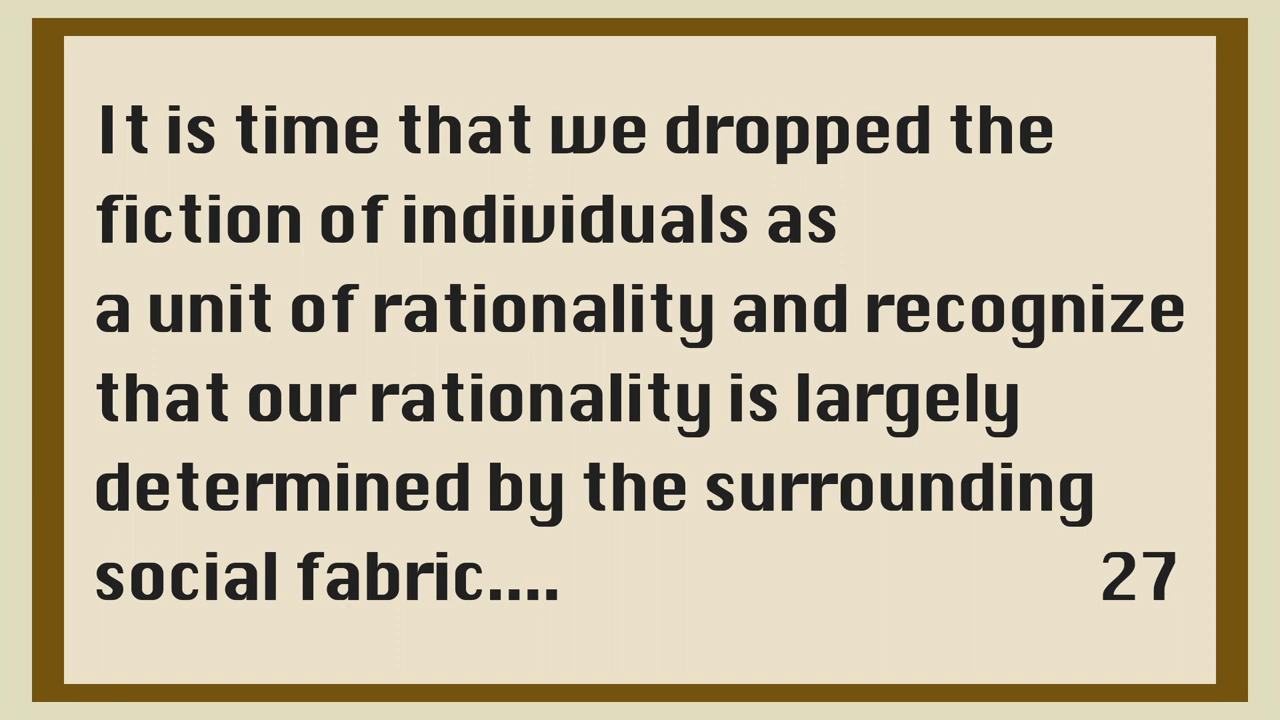 It is time that we dropped the
fiction of individuals as
a unit of rationality and recognize
that our rationality is largely
determined by the surrounding
social fabric.... 27